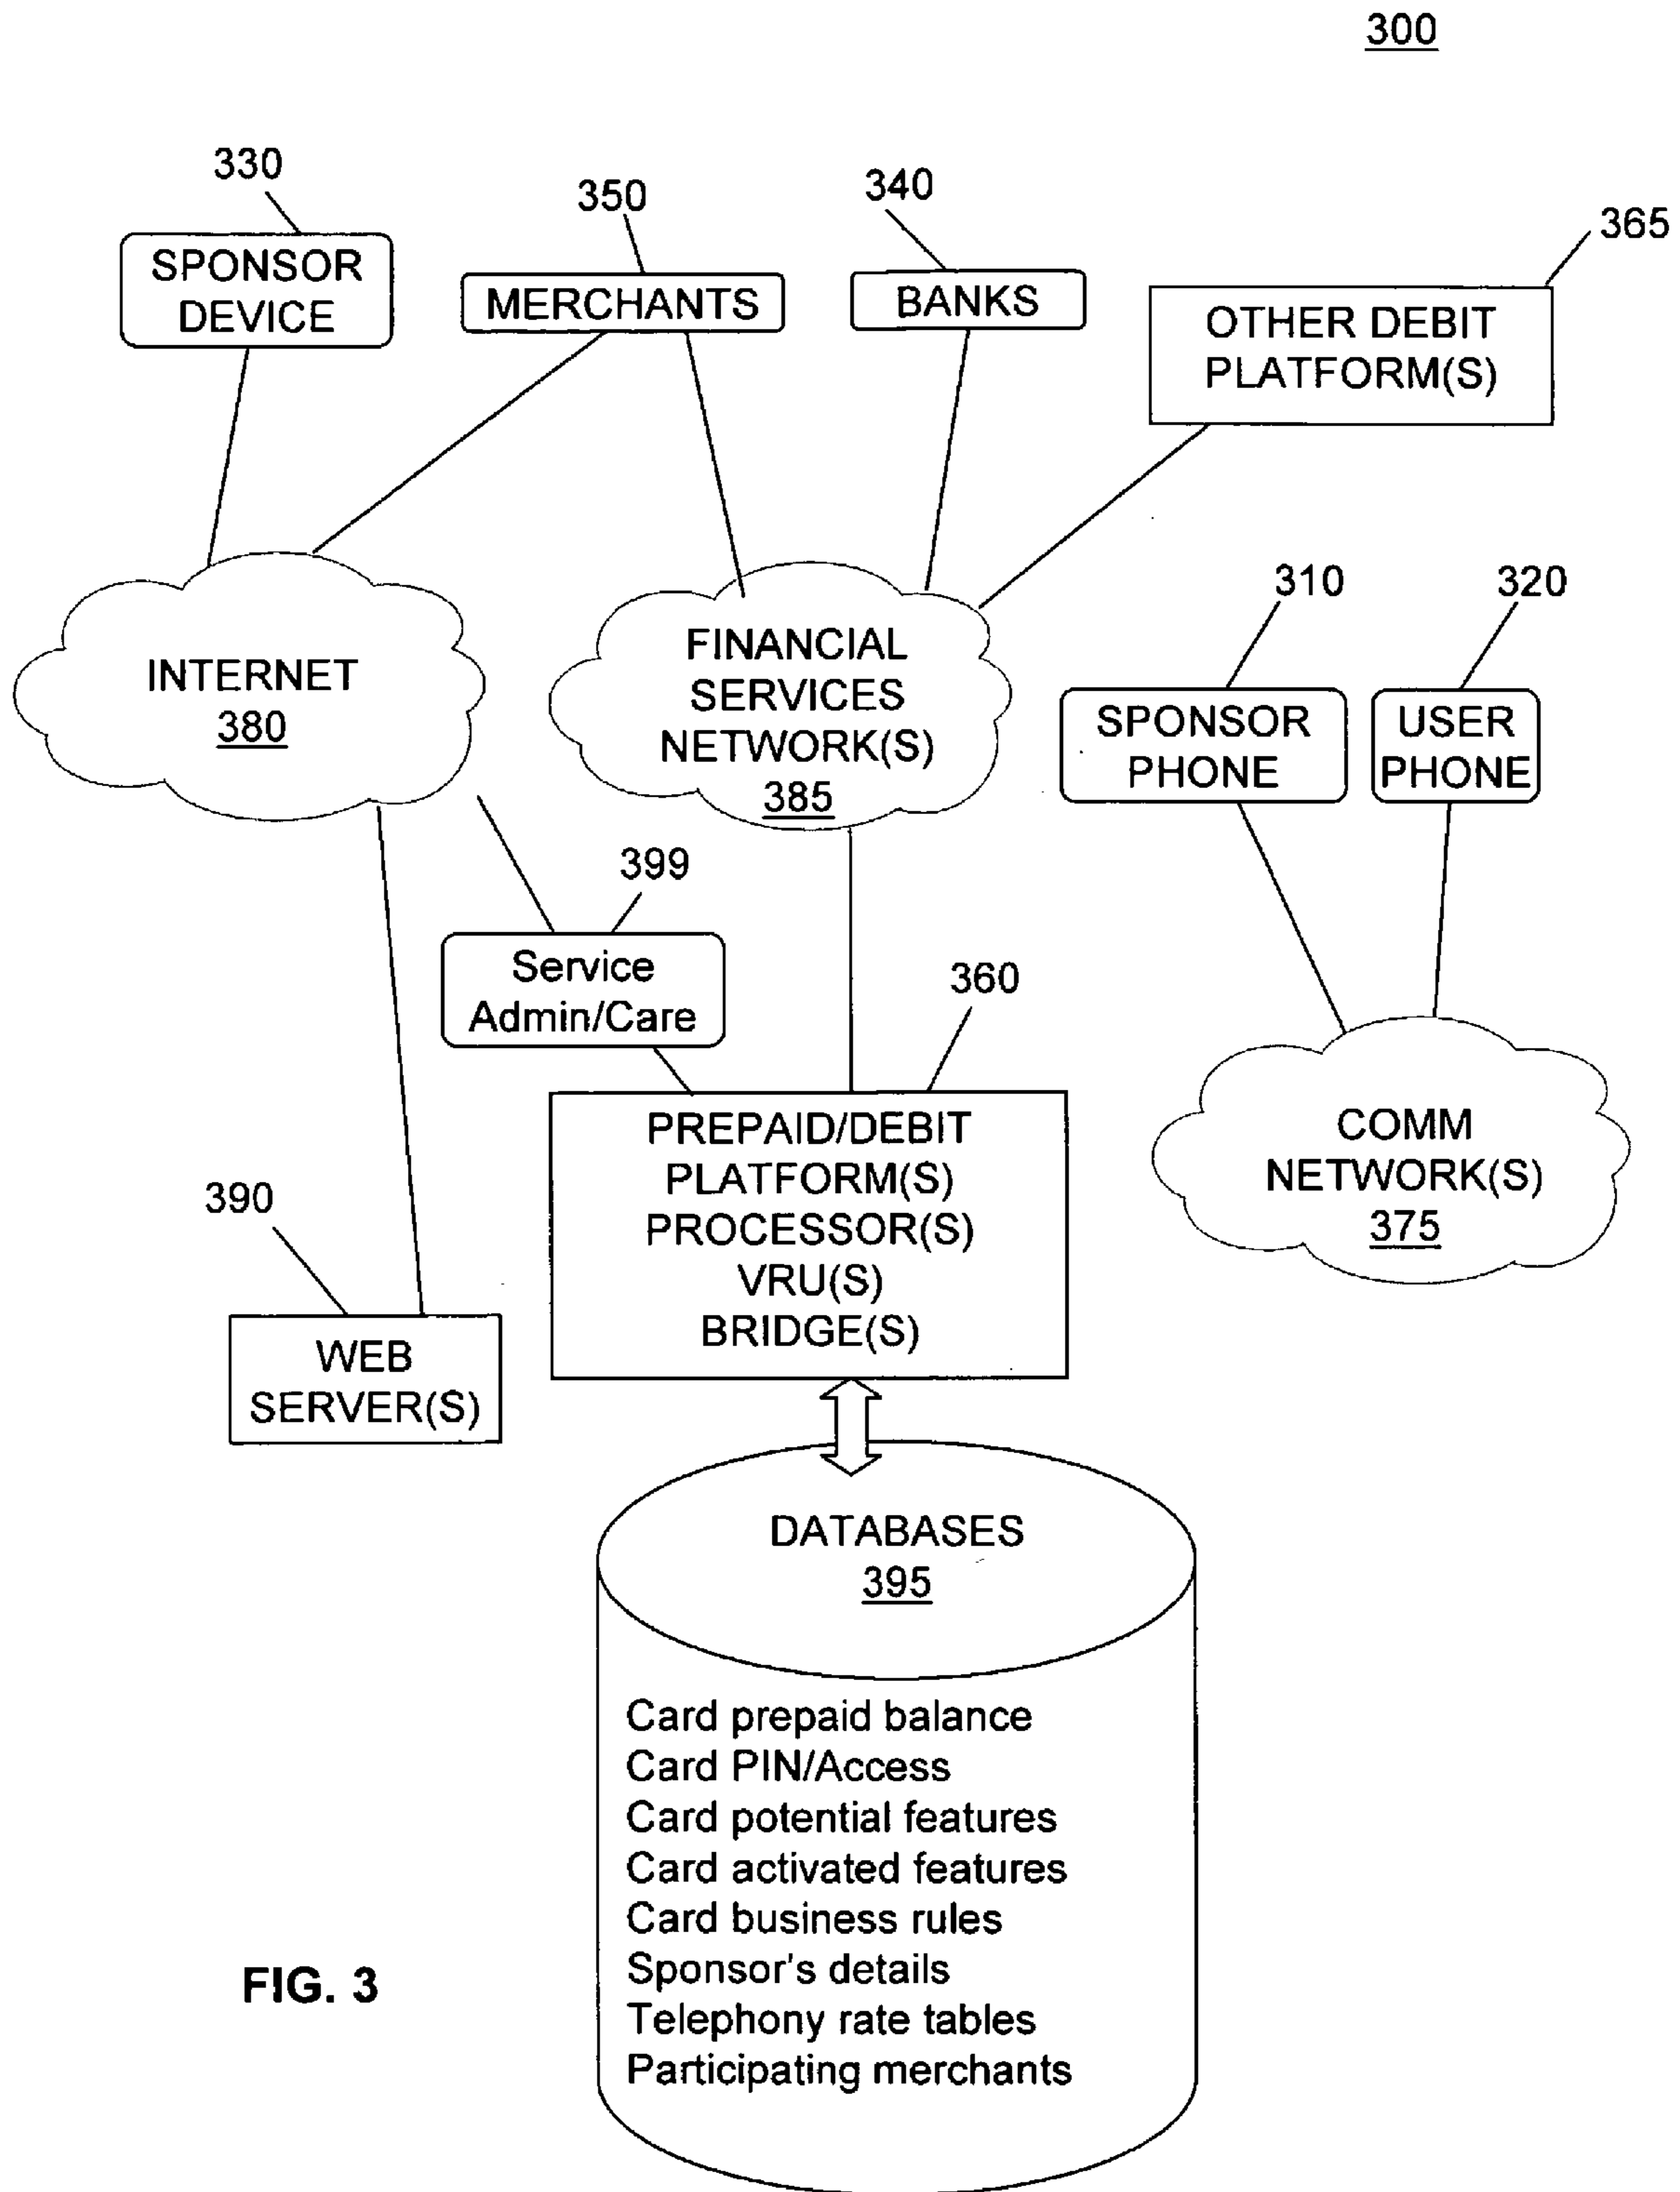 300
330
350
340
365
SPONSOR
DEVICE
MERCHANTS
BANKS
OTHER DEBIT
PLATFORM(S)
310
320
INTERNET
380
FINANCIAL
SERVICES
NETWORK(S)
385
SPONSOR
PHONE
USER
PHONE
399
Service
Admin/Care
360
PREPAID/DEBIT
PLATFORM(S)
PROCESSOR(S)
VRU(S)
BRIDGE(S)
COMM
NETWORK(S)
375
390
WEB
SERVER(S)
DATABASES
395
Card prepaid balance
Card PIN/Access
Card potential features
Card activated features
Card business rules
Sponsor's details
Telephony rate tables
Participating merchants
FIG. 3